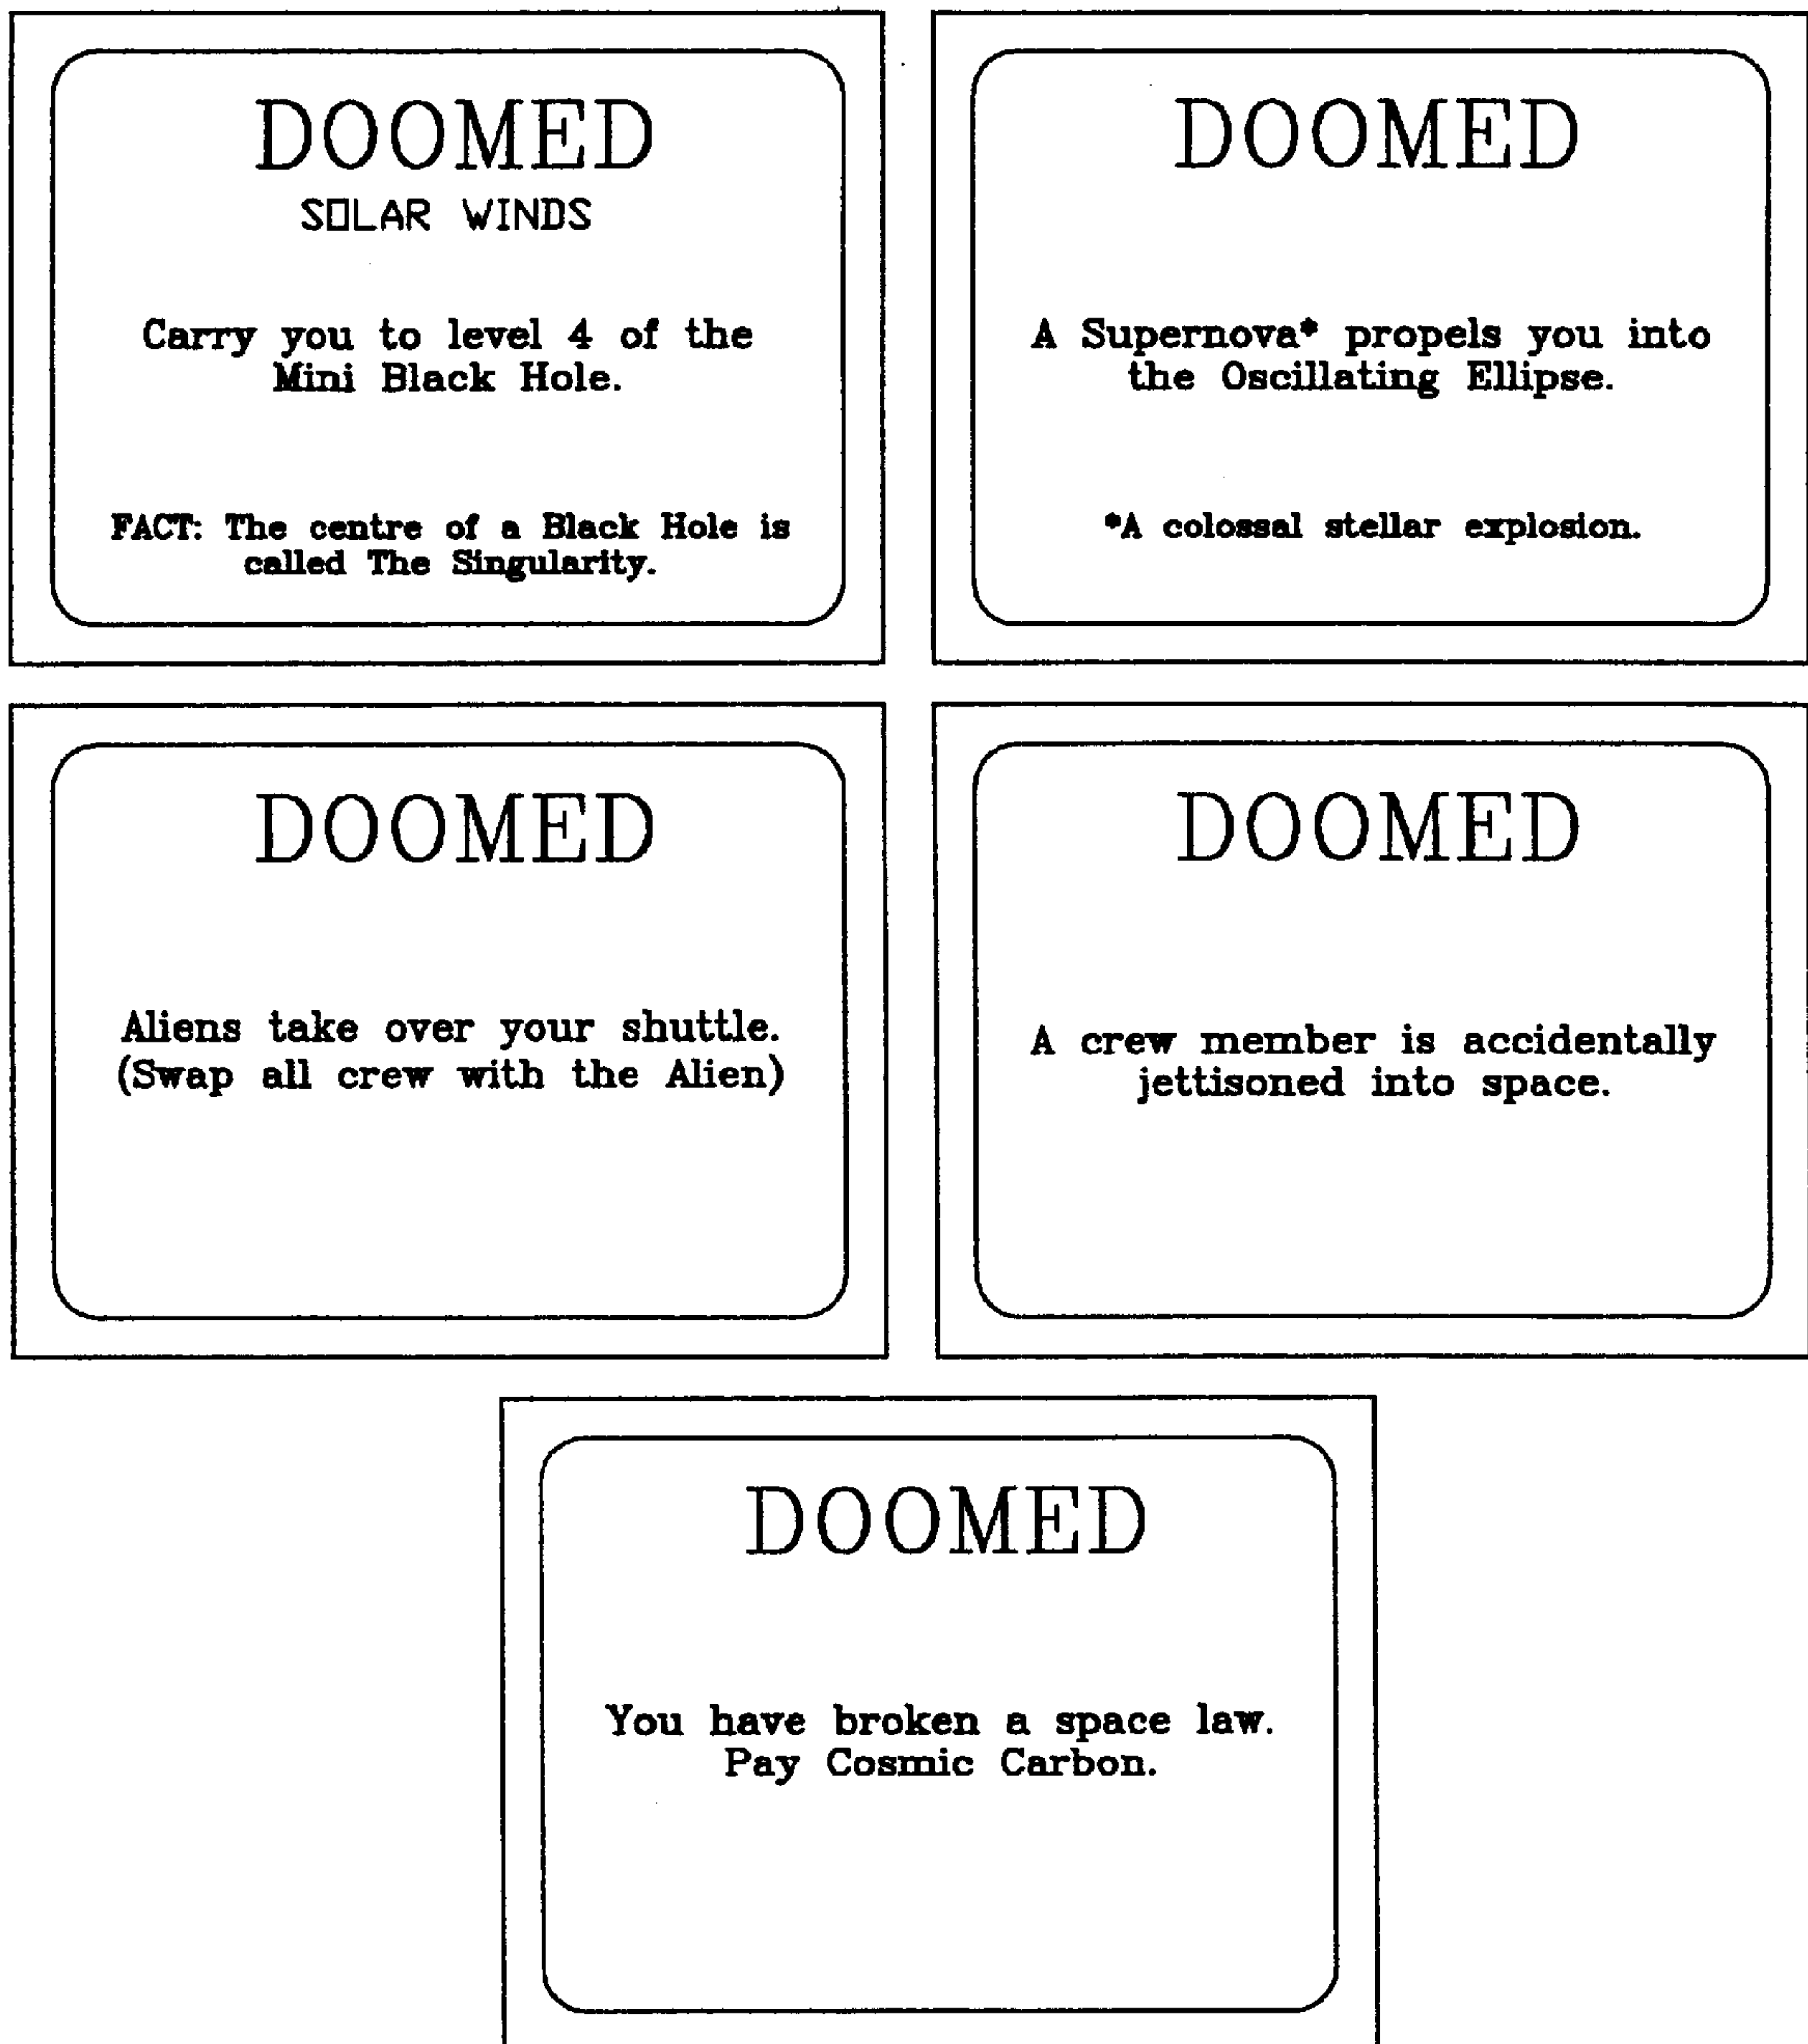 DOOMED
SOLAR WINDS
Carry you to level 4 of the
Mini Black Hole.
FACT: The centre of a Black Hole is
called The Singularity.
DOOMED
A Supernova* propels you into
the Oscillating Ellipse.
*A colossal stellar explosion.
DOOMED
Aliens take over your shuttle.
(Swap all crew with the Alien)
DOOMED
A crew member is accidentally
jettisoned into space.
DOOMED
You have broken a space law.
Pay Cosmic Carbon.